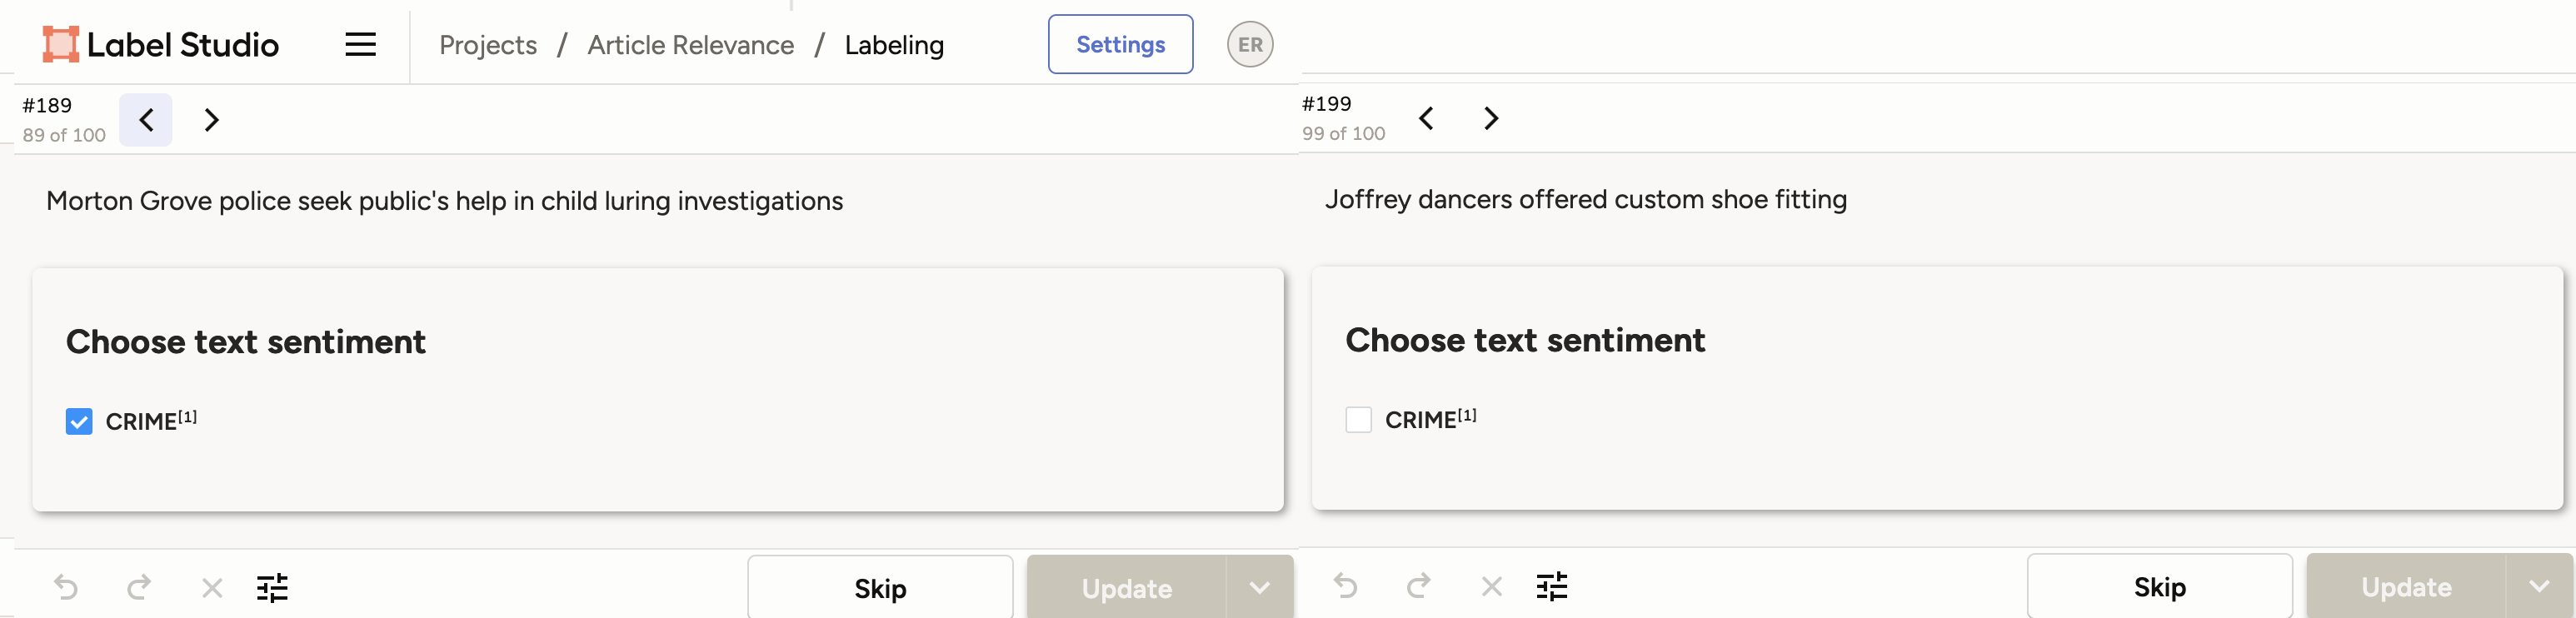 Label Studio
Projects / Article Relevance / Labeling
Settings
ER
#189
89 of 100
Morton Grove police seek public's help in child luring investigations
Choose text sentiment
CRIME[1]
Skip
Update
#199
99 of 100
Joffrey dancers offered custom shoe fitting
Choose text sentiment
CRIME[1]
Skip
Update